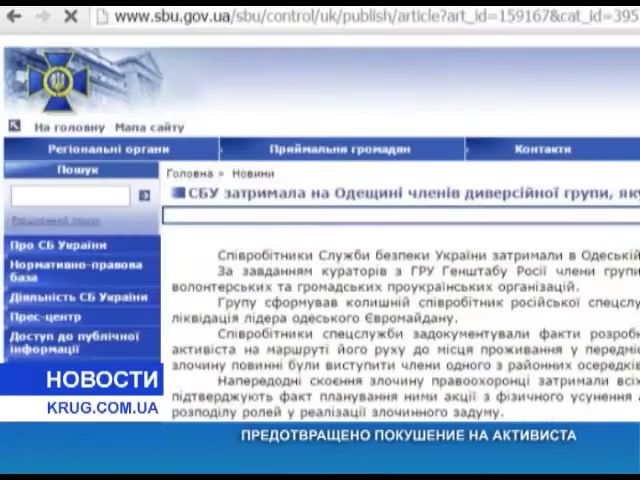 www.sbu.gov.ua/sbu/control/uk/publish/article?art_id=159167&cat_id=395
На головну Мапа сайту
Регіональні органи Приймальня громадян Контакти
Пошук
Головна » Новини
СБУ затримала на Одещині членів диверсійної групи, яку
Розширений пошук
Про СБ України
Нормативно-правова
база
Діяльність СБ України
Прес-центр
Доступ до публічної
інформації
Співробітники Служби безпеки України затримали в Одеській
За завданням кураторів з ГРУ Генштабу Росії члени групи
волонтерських та громадських проукраїнських організацій.
Групу сформував колишній співробітник російської спецслу
ліквідація лідера одеського Євромайдану.
Співробітники спецслужби задокументували факти розроб
активіста на маршруті його руху до місця проживання у передмі
злочину повинні були виступити члени одного з районних осередків
Напередодні скоєння злочину правоохоронці затримали всіх
підтверджують факт планування ними акції з фізичного усунення
розподілу ролей у реалізації злочинного задуму.
НОВОСТИ
KRUG.COM.UA
ПРЕДОТВРАЩЕНО ПОКУШЕНИЕ НА АКТИВИСТА